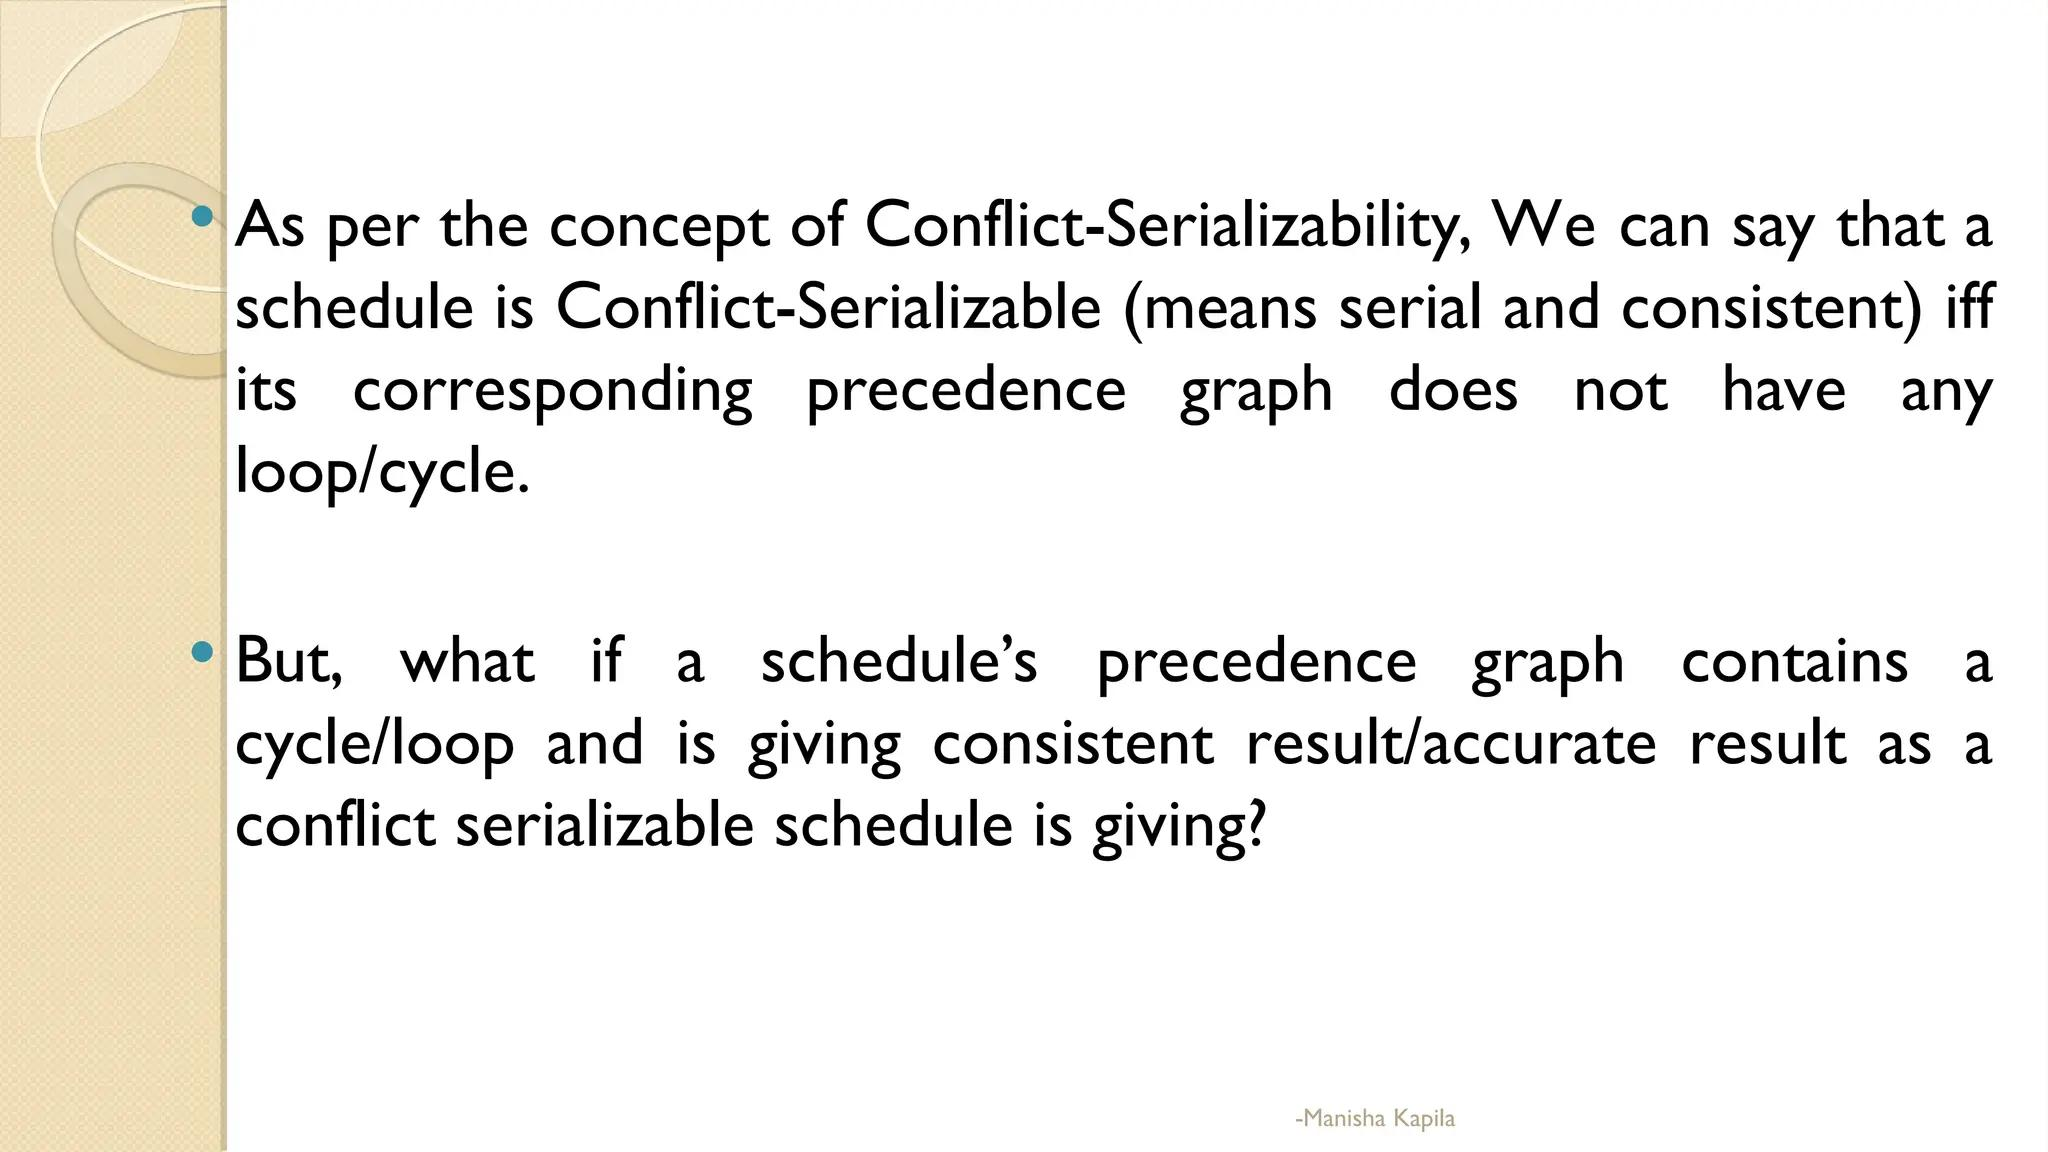 • As per the concept of Conflict-Serializability, We can say that a
schedule is Conflict-Serializable (means serial and consistent) iff
its corresponding precedence graph does not have any
loop/cycle.
• But, what if a schedule’s precedence graph contains a
cycle/loop and is giving consistent result/accurate result as a
conflict serializable schedule is giving?
-Manisha Kapila